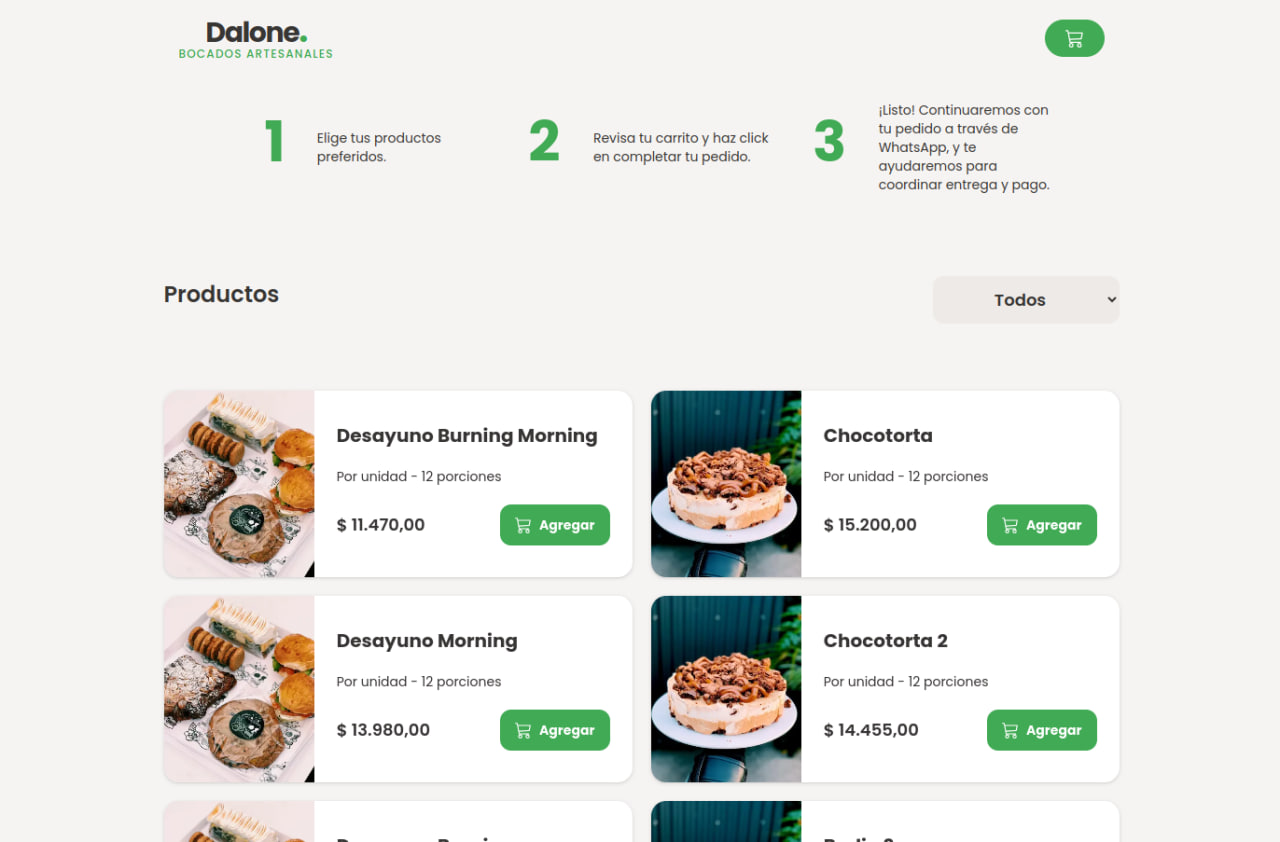 Dalone.
BOCADOS ARTESANALES
1
Elige tus productos
preferidos.
2
Revisa tu carrito y haz click
en completar tu pedido.
3
¡Listo! Continuaremos con
tu pedido a través de
WhatsApp, y te
ayudaremos para
coordinar entrega y pago.
Productos
Todos
Desayuno Burning Morning
Por unidad - 12 porciones
$ 11.470,00
Agregar
Chocotorta
Por unidad - 12 porciones
$ 15.200,00
Agregar
Desayuno Morning
Por unidad - 12 porciones
$ 13.980,00
Agregar
Chocotorta 2
Por unidad - 12 porciones
$ 14.455,00
Agregar